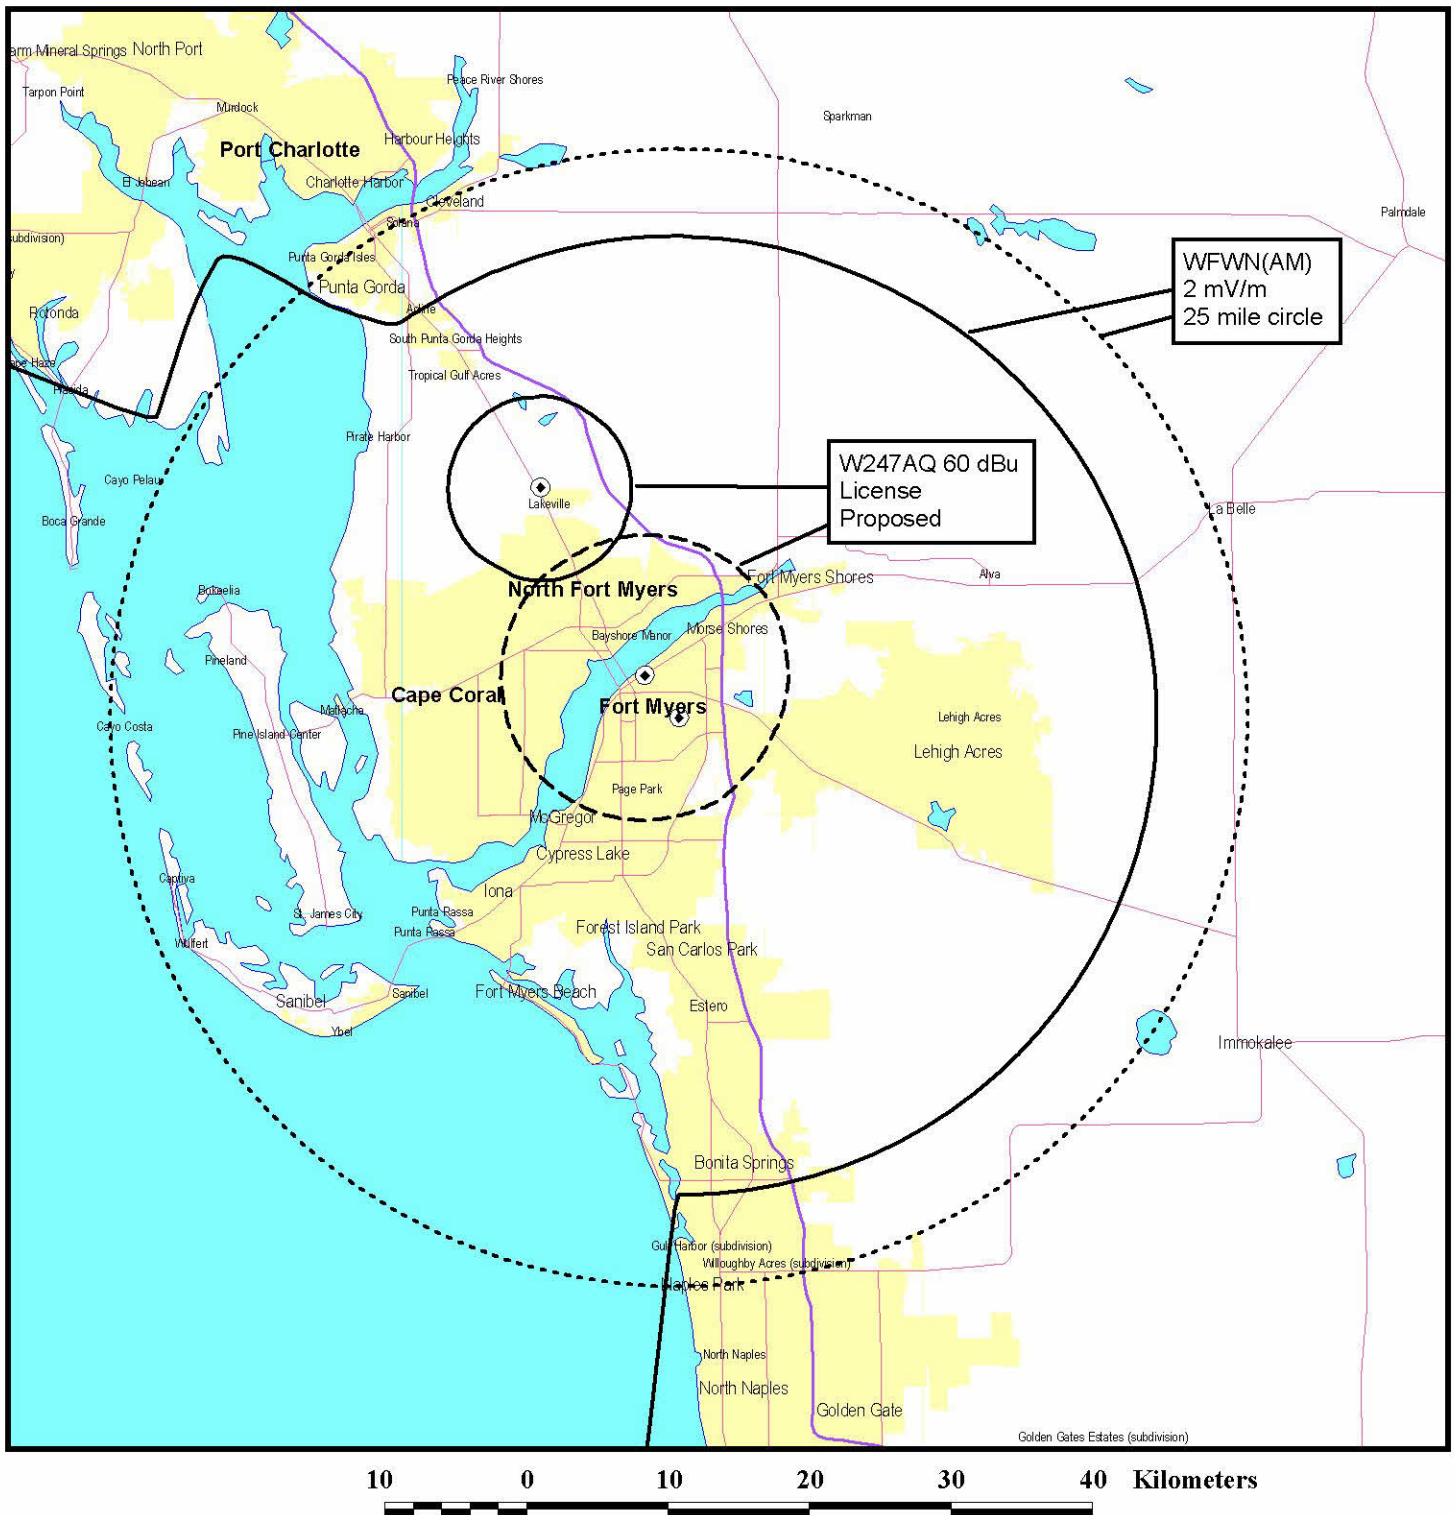 arm Mineral Springs
North Port
Peace River Shores
Tarpon Point
Murdock
Sparkman
Harbour Heights
Port Charlotte
El Jobean
Charlotte Harbor
Cleveland
Palmdale
Solana
subdivision)
Punta Gorda Isles
WFWN(AM)
2 mV/m
25 mile circle
y
Punta Gorda
Rotonda
Acline
South Punta Gorda Heights
ape Haze
Tropical Gulf Acres
Placida
Pirate Harbor
W247AQ 60 dBu
License
Proposed
Cayo Pelau
Lakeville
La Belle
Boca Grande
Fort Myers Shores
Alva
North Fort Myers
Bokeelia
Morse Shores
Bayshore Manor
Pineland
Cape Coral
Fort Myers
Matlacha
Lehigh Acres
Cayo Costa
Pine Island Center
Lehigh Acres
Page Park
McGregor
Cypress Lake
Captiva
Iona
St. James City
Punta Rassa
Punta Rassa
Forest Island Park
Wulfert
San Carlos Park
Sanibel
Sanibel
Fort Myers Beach
Estero
Ybel
Immokalee
Bonita Springs
Gulf Harbor (subdivision)
Willoughby Acres (subdivision)
Naples Park
North Naples
North Naples
Golden Gate
Golden Gates Estates (subdivision)
10 0 10 20 30 40 Kilometers